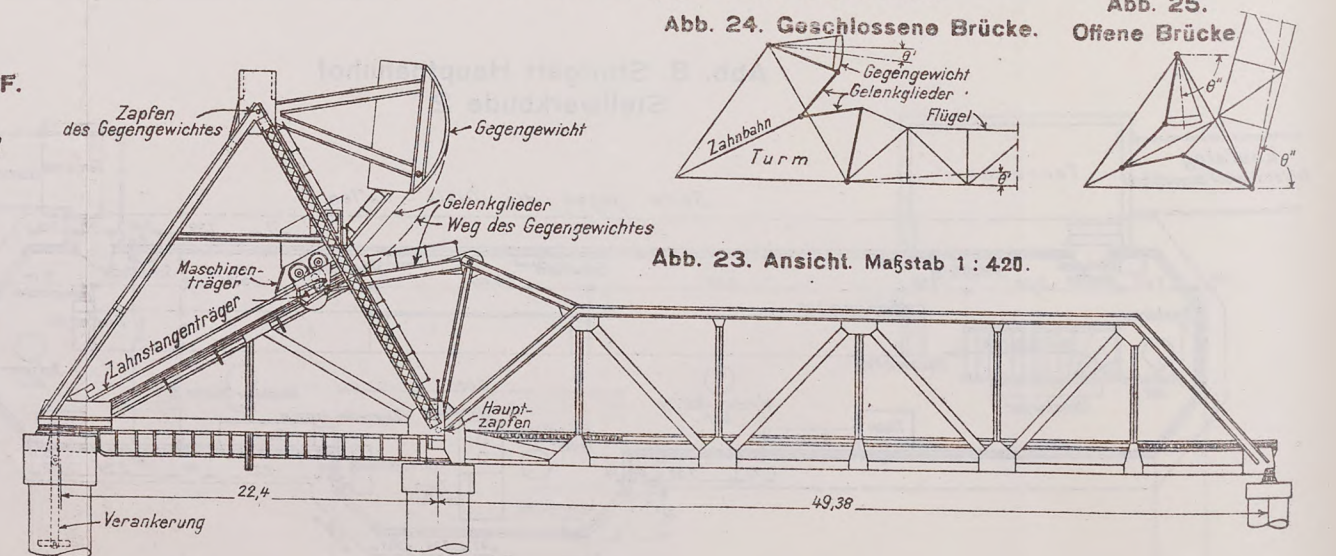 F.
Abb. 24. Geschlossene Brücke.
Abb. 25.
Offene Brücke
θ'
Gegengewicht
Gelenkglieder
Flügel
Zahnbahn
Turm
θ'
θ"
θ"
Zapfen
des Gegengewichtes
Gegengewicht
Gelenkglieder
Weg des Gegengewichtes
Maschinen-
träger
Zahnstangenträger
Abb. 23. Ansicht. Maßstab 1 : 420.
Haupt-
zapfen
22,4
49,38
Verankerung